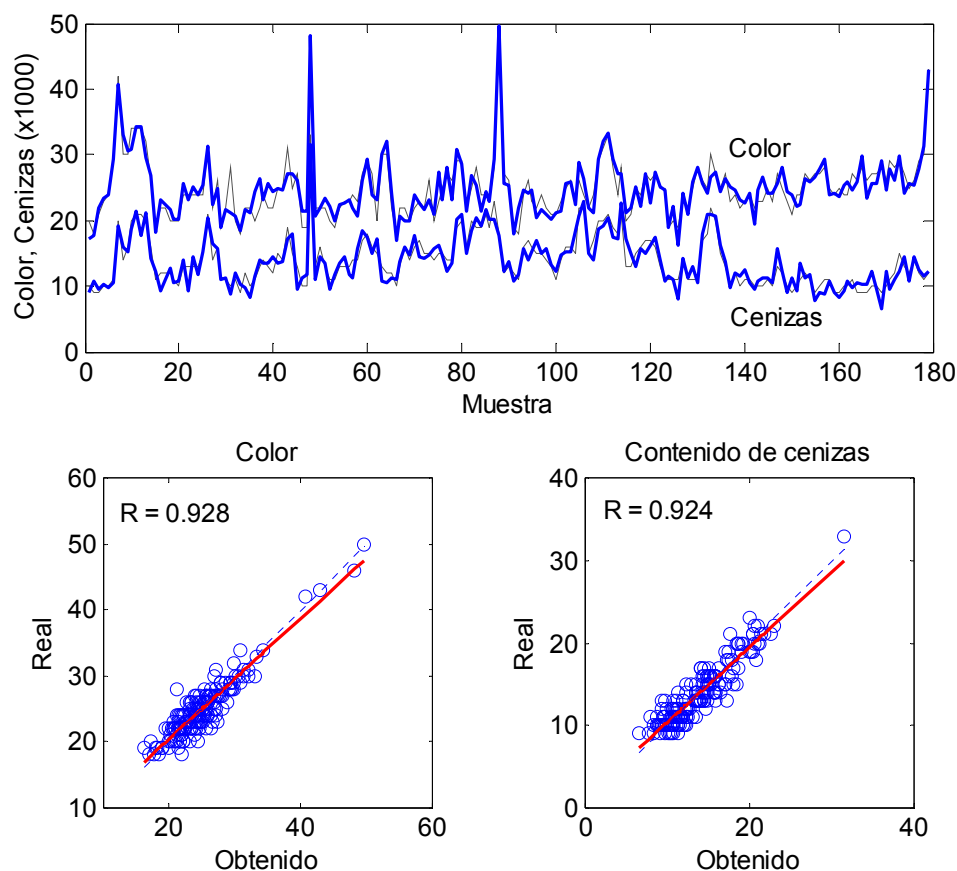 Color, Cenizas (x1000)
50
40
30
20
10
0
Color
Cenizas
0 20 40 60 80 100 120 140 160 180
Muestra
Color
R = 0.928
Real
60
50
40
30
20
10
20 40 60
Obtenido
Contenido de cenizas
R = 0.924
Real
40
30
20
10
0
0 20 40
Obtenido